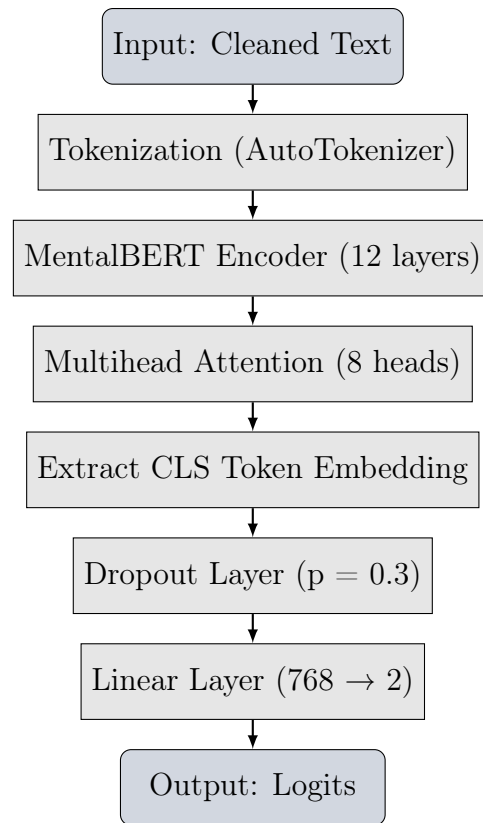 Input: Cleaned Text
Tokenization (AutoTokenizer)
MentalBERT Encoder (12 layers)
Multihead Attention (8 heads)
Extract CLS Token Embedding
Dropout Layer (p = 0.3)
Linear Layer (768 → 2)
Output: Logits